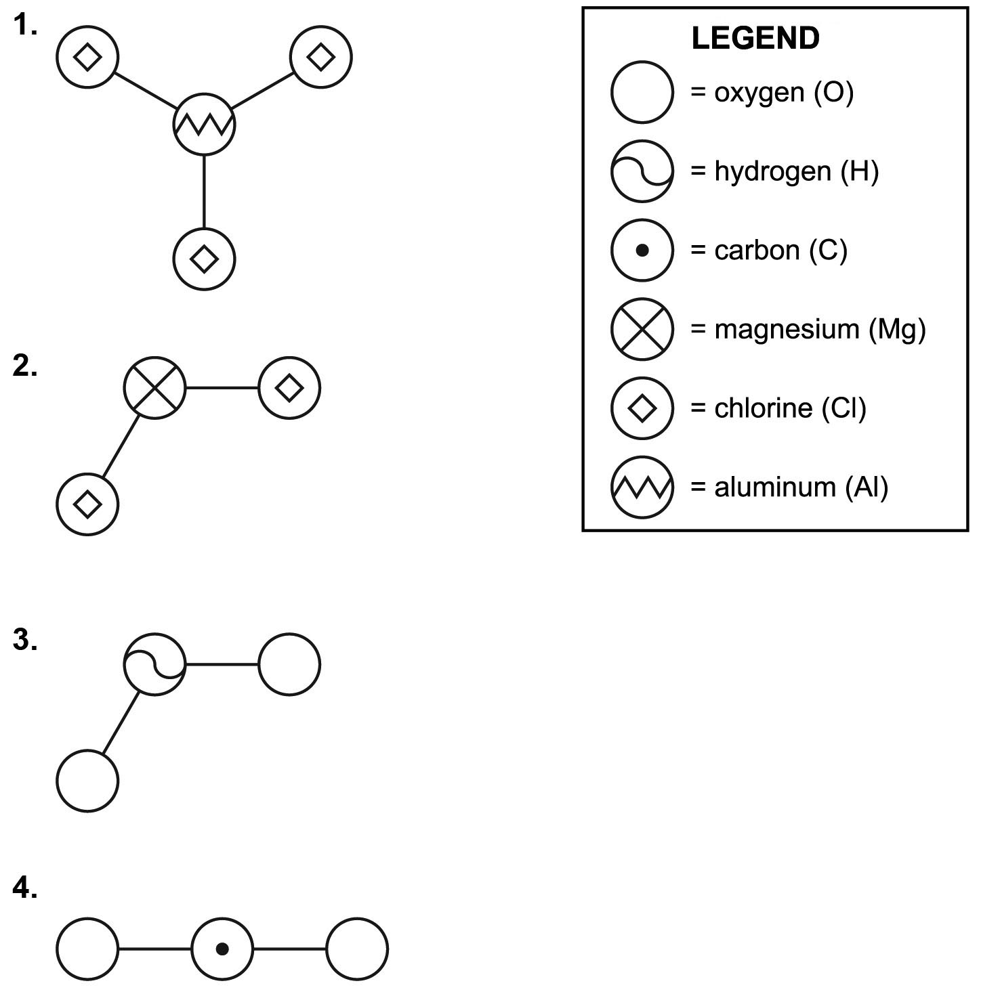 1.
2.
3.
4.
LEGEND
= oxygen (O)
= hydrogen (H)
= carbon (C)
= magnesium (Mg)
= chlorine (Cl)
= aluminum (Al)